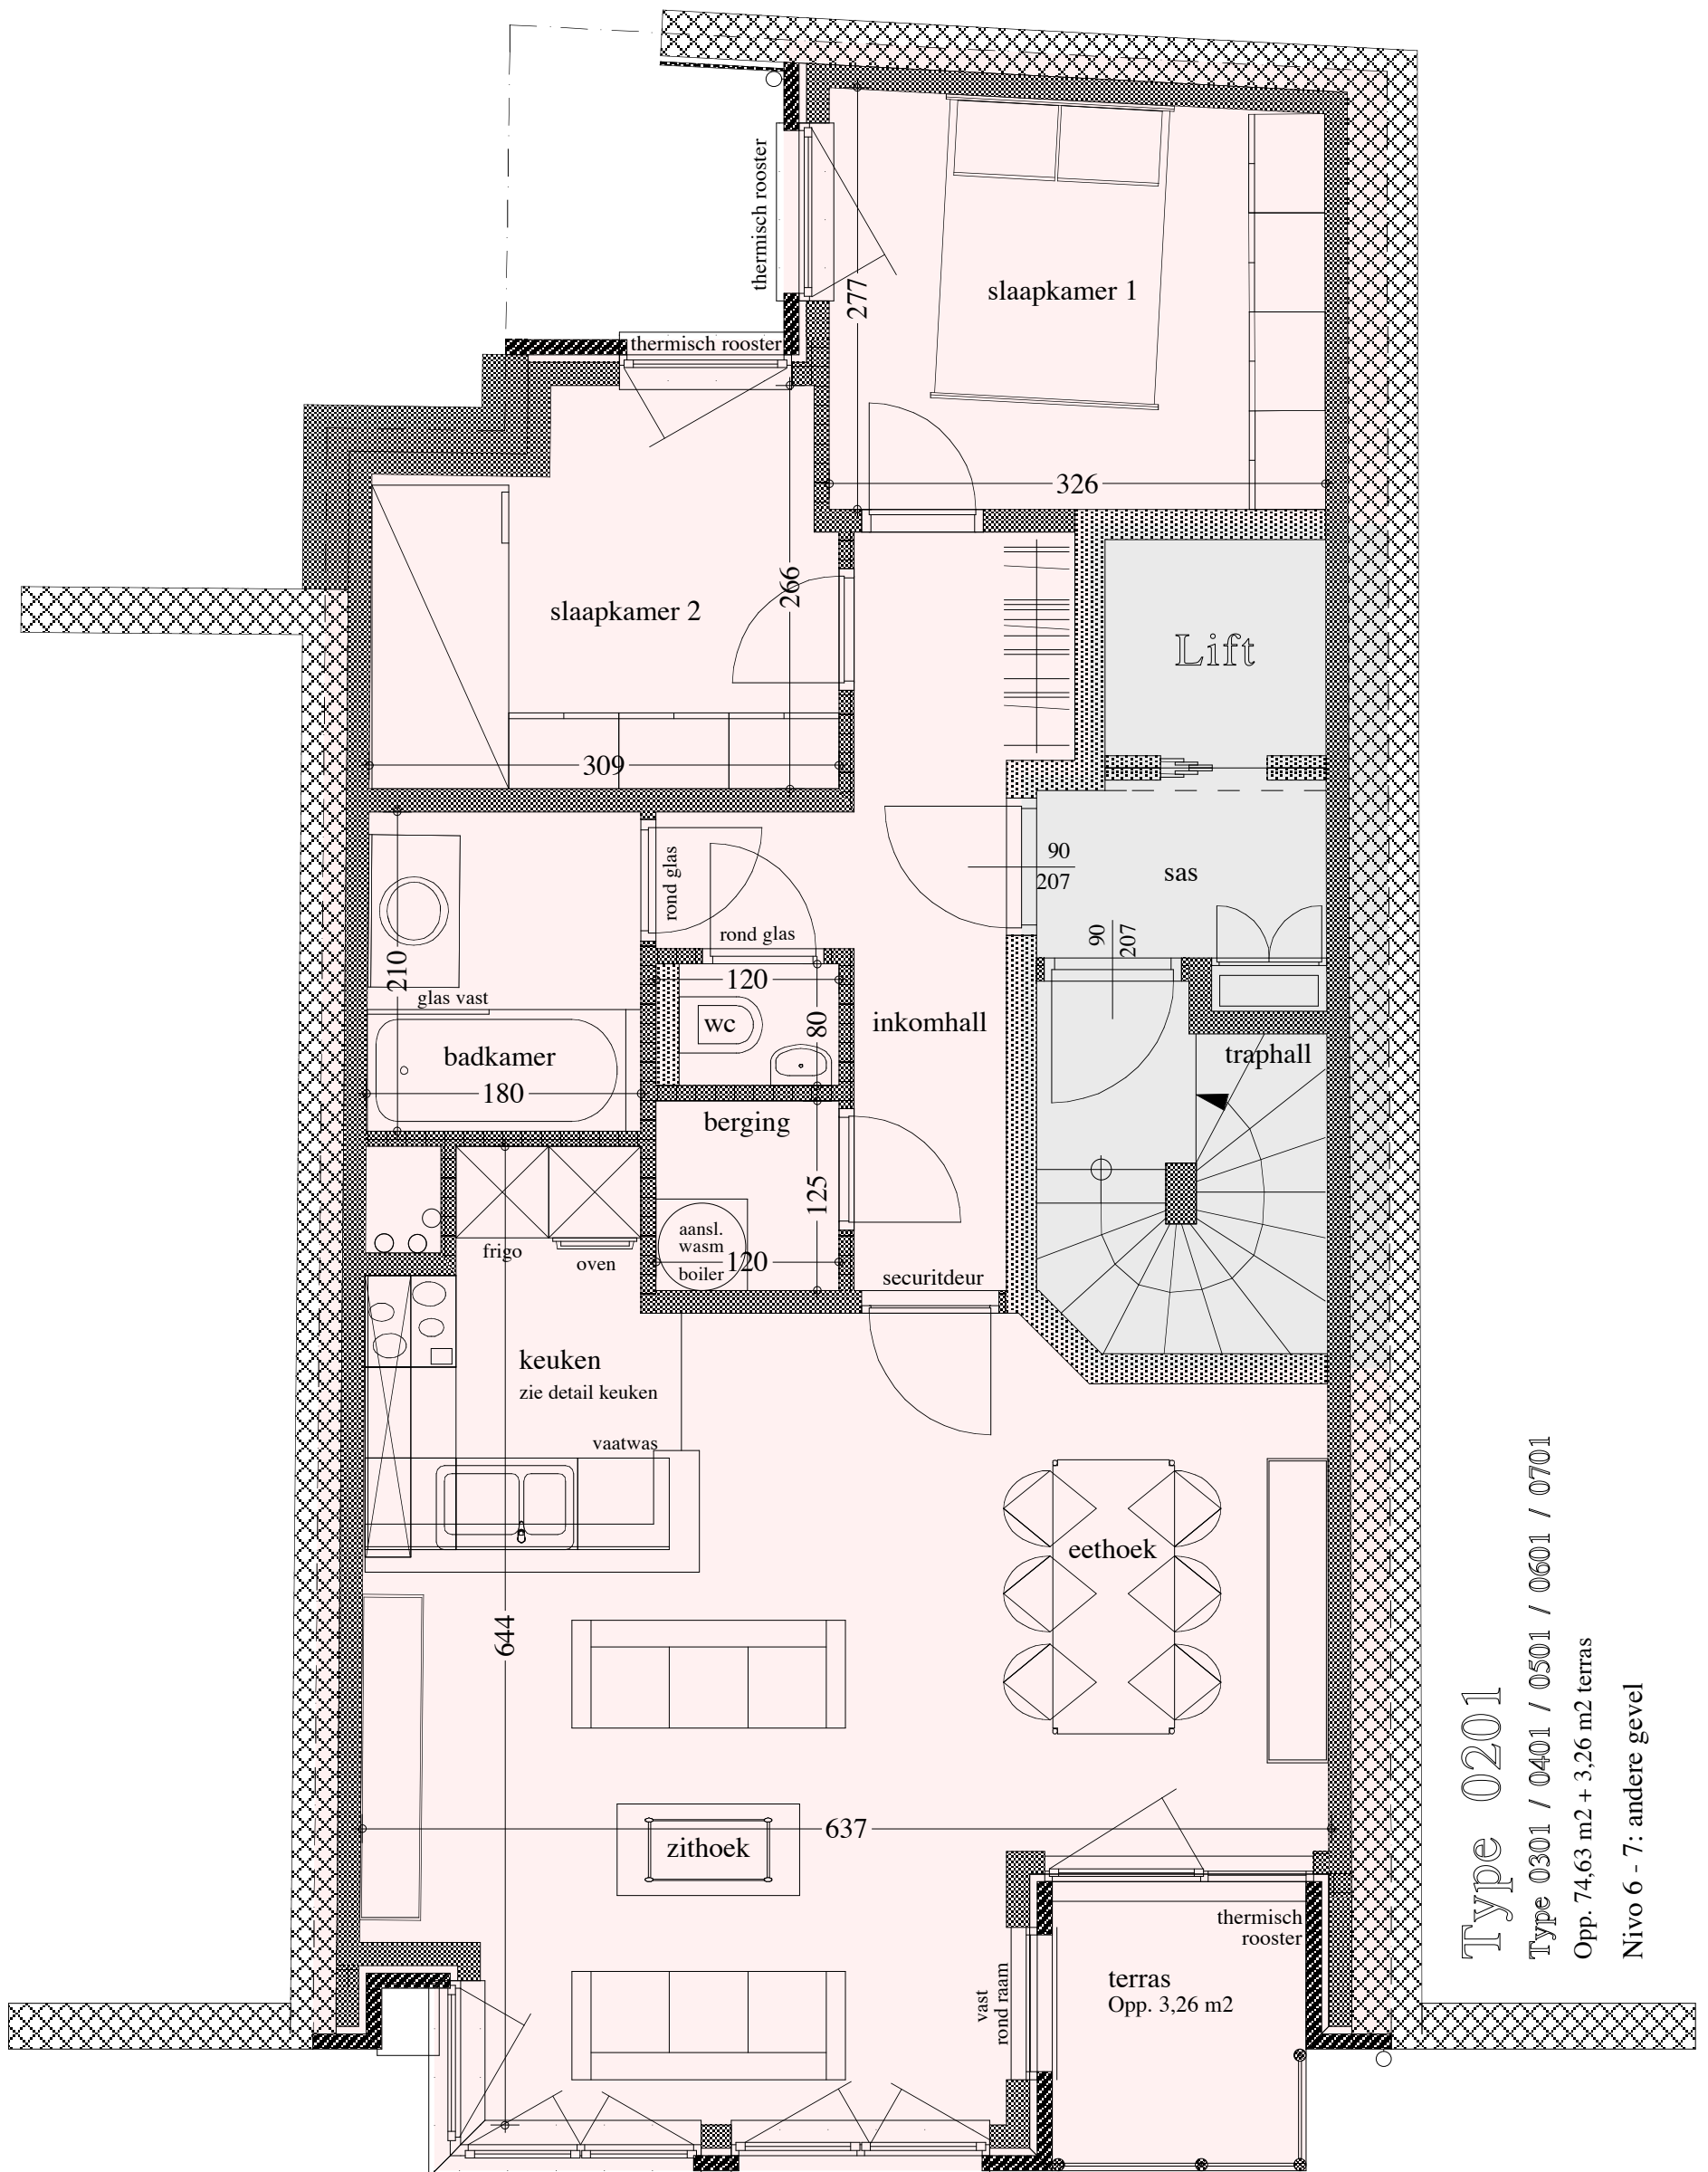 thermisch rooster
277
slaapkamer 1
thermisch rooster
326
266
slaapkamer 2
Lift
309
90
207
sas
rond glas
rond glas
90
207
210
120
glas vast
wc
80
inkomhall
badkamer
180
traphall
berging
125
aansl.
wasm
boiler
120
frigo
oven
securitdeur
keuken
zie detail keuken
vaatwas
eethoek
644
637
zithoek
thermisch
rooster
terras
Opp. 3,26 m2
vast
rond raam
Type 0201
Type 0301 / 0401 / 0501 / 0601 / 0701
Opp. 74,63 m2 + 3,26 m2 terras
Nivo 6 - 7: andere gevel